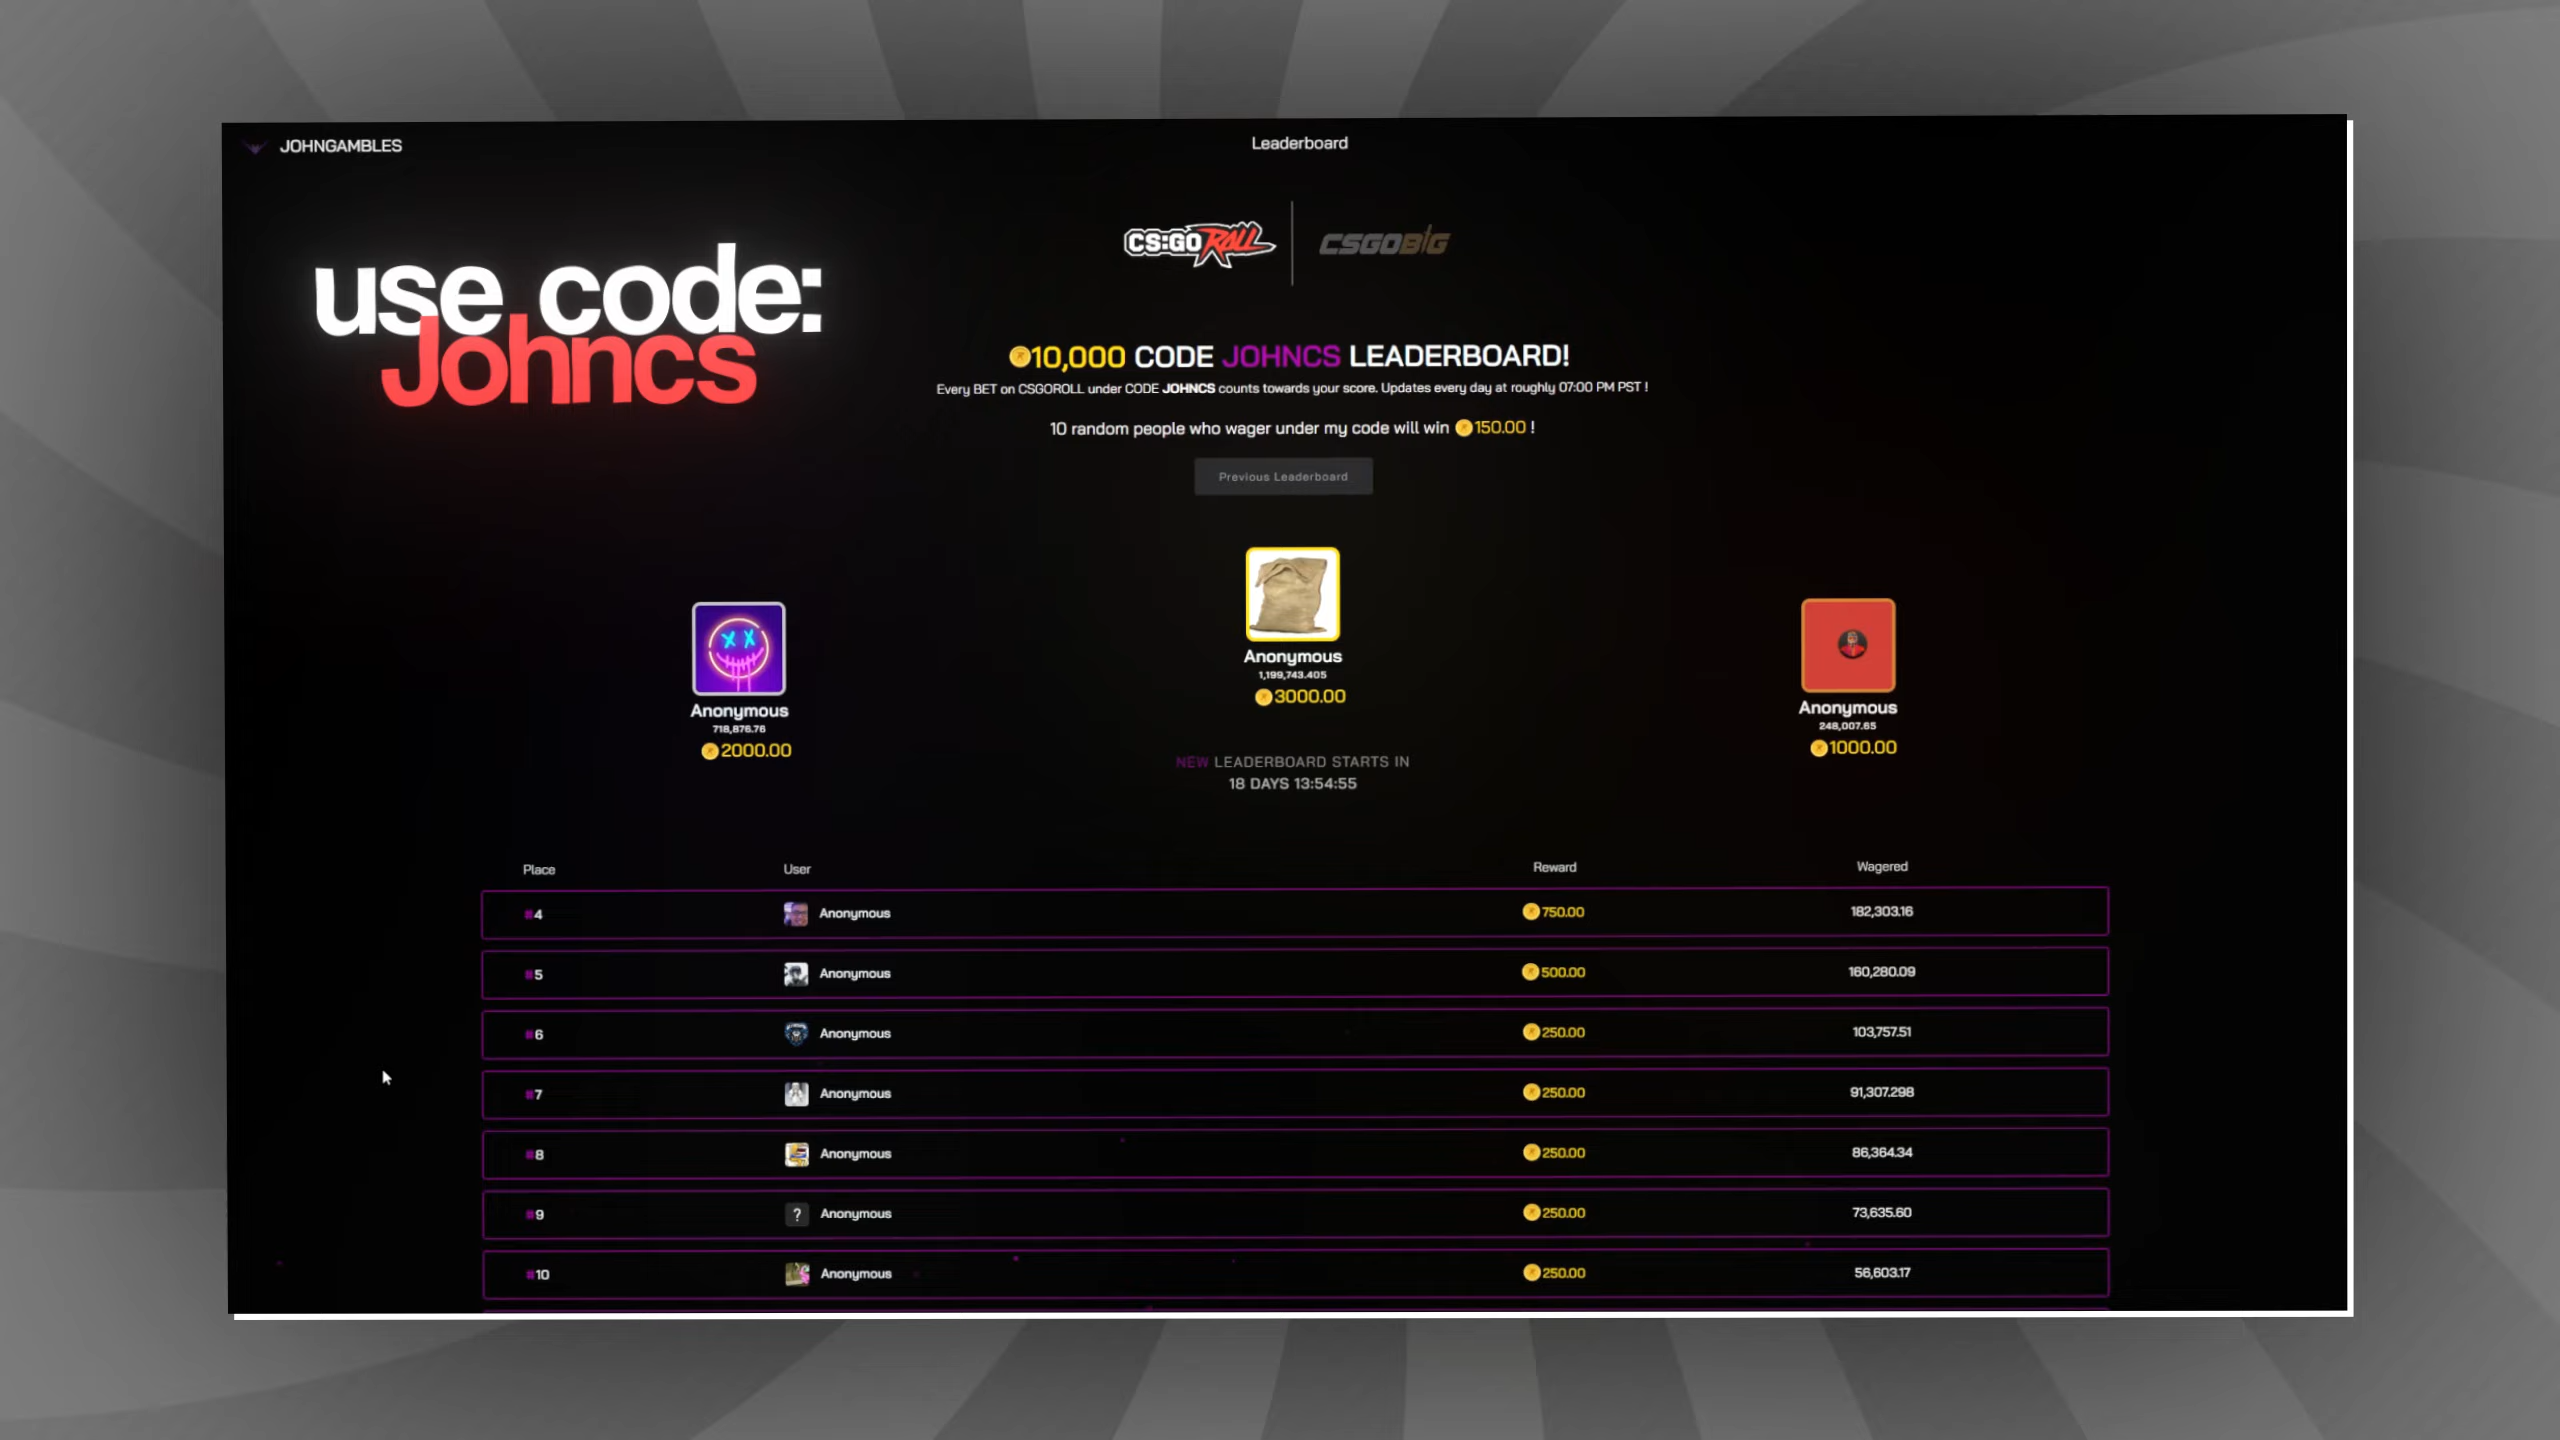 JOHNGAMBLES
Leaderboard
use code:
Johncs
CS:GO ROLL
CSGOBIG
10,000 CODE JOHNCS LEADERBOARD!
Every BET on CSGOROLL under CODE JOHNCS counts towards your score. Updates every day at roughly 07:00 PM PST !
10 random people who wager under my code will win 150.00 !
Previous Leaderboard
Anonymous
718,876.76
2000.00
Anonymous
1,199,743.405
3000.00
Anonymous
248,007.65
1000.00
NEW LEADERBOARD STARTS IN
18 DAYS 13:54:55
Place User Reward Wagered
#4 Anonymous 750.00 182,303.16
#5 Anonymous 500.00 160,280.09
#6 Anonymous 250.00 103,757.51
#7 Anonymous 250.00 91,307.298
#8 Anonymous 250.00 86,364.34
#9 ? Anonymous 250.00 73,635.60
#10 Anonymous 250.00 56,603.17